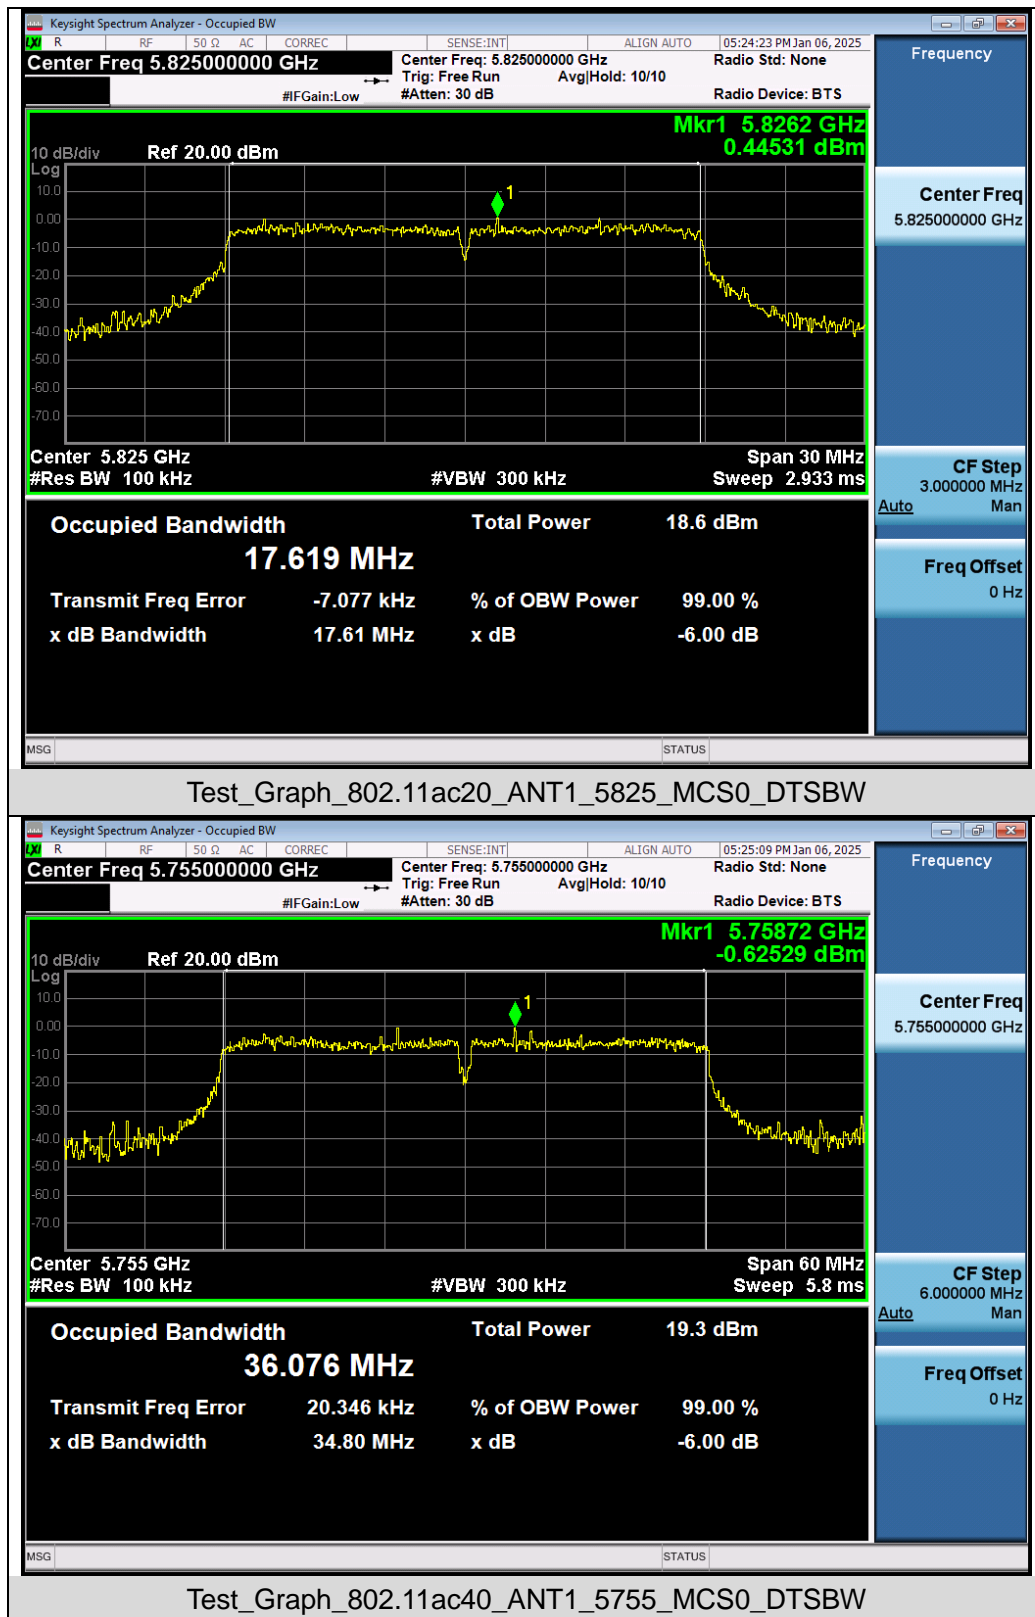 Keysight Spectrum Analyzer - Occupied BW
LXI R RF 50 Ω AC CORREC SENSE:INT ALIGN AUTO 05:24:23 PM Jan 06, 2025
Center Freq 5.825000000 GHz
Center Freq: 5.825000000 GHz
Radio Std: None
Trig: Free Run Avg|Hold: 10/10
#IFGain:Low #Atten: 30 dB Radio Device: BTS
Frequency
Mkr1 5.8262 GHz
0.44531 dBm
10 dB/div Ref 20.00 dBm
Log
10.0
0.00
-10.0
-20.0
-30.0
-40.0
-50.0
-60.0
-70.0
1
Center Freq
5.825000000 GHz
Center 5.825 GHz Span 30 MHz
#Res BW 100 kHz #VBW 300 kHz Sweep 2.933 ms
CF Step
3.000000 MHz
Auto Man
Occupied Bandwidth Total Power 18.6 dBm
17.619 MHz
Freq Offset
0 Hz
Transmit Freq Error -7.077 kHz % of OBW Power 99.00 %
x dB Bandwidth 17.61 MHz x dB -6.00 dB
MSG STATUS
Test_Graph_802.11ac20_ANT1_5825_MCS0_DTSBW
Keysight Spectrum Analyzer - Occupied BW
LXI R RF 50 Ω AC CORREC SENSE:INT ALIGN AUTO 05:25:09 PM Jan 06, 2025
Center Freq 5.755000000 GHz
Center Freq: 5.755000000 GHz
Radio Std: None
Trig: Free Run Avg|Hold: 10/10
#IFGain:Low #Atten: 30 dB Radio Device: BTS
Frequency
Mkr1 5.75872 GHz
-0.62529 dBm
10 dB/div Ref 20.00 dBm
Log
10.0
0.00
-10.0
-20.0
-30.0
-40.0
-50.0
-60.0
-70.0
1
Center Freq
5.755000000 GHz
Center 5.755 GHz Span 60 MHz
#Res BW 100 kHz #VBW 300 kHz Sweep 5.8 ms
CF Step
6.000000 MHz
Auto Man
Occupied Bandwidth Total Power 19.3 dBm
36.076 MHz
Freq Offset
0 Hz
Transmit Freq Error 20.346 kHz % of OBW Power 99.00 %
x dB Bandwidth 34.80 MHz x dB -6.00 dB
MSG STATUS
Test_Graph_802.11ac40_ANT1_5755_MCS0_DTSBW